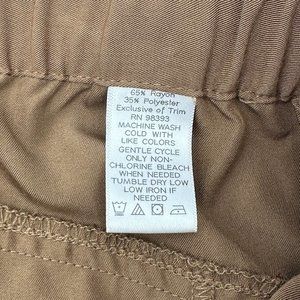 65% Rayon
35% Polyester
Exclusive of Trim
RN 98393
MACHINE WASH
COLD WITH
LIKE COLORS
GENTLE CYCLE
ONLY NON-
CHLORINE BLEACH
WHEN NEEDED
TUMBLE DRY LOW
LOW IRON IF
NEEDED